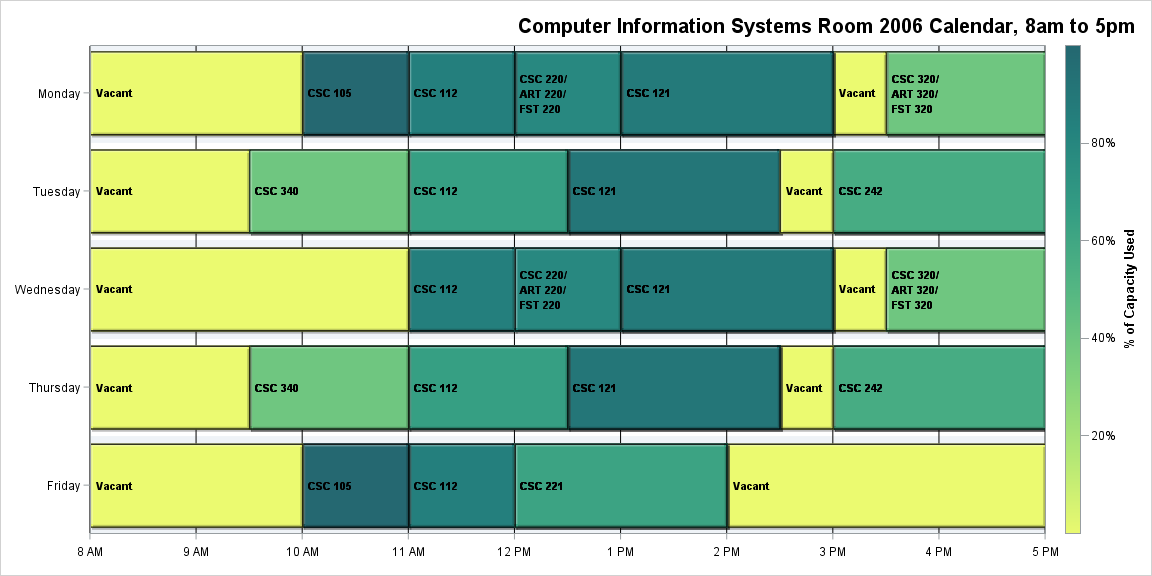 Computer Information Systems Room 2006 Calendar, 8am to 5pm
Monday
Vacant
CSC 105
CSC 112
CSC 220/
ART 220/
FST 220
CSC 121
Vacant
CSC 320/
ART 320/
FST 320
Tuesday
Vacant
CSC 340
CSC 112
CSC 121
Vacant
CSC 242
Wednesday
Vacant
CSC 112
CSC 220/
ART 220/
FST 220
CSC 121
Vacant
CSC 320/
ART 320/
FST 320
Thursday
Vacant
CSC 340
CSC 112
CSC 121
Vacant
CSC 242
Friday
Vacant
CSC 105
CSC 112
CSC 221
Vacant
8 AM
9 AM
10 AM
11 AM
12 PM
1 PM
2 PM
3 PM
4 PM
5 PM
80%
60%
40%
20%
% of Capacity Used